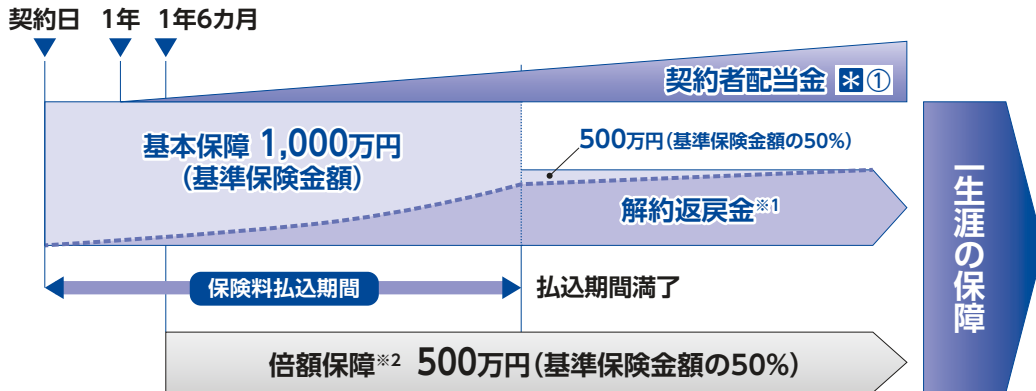 契約日 1年 1年6カ月
契約者配当金 *①
基本保障 1,000万円
(基準保険金額)
500万円(基準保険金額の50%)
解約返戻金※1
保険料払込期間
払込期間満了
倍額保障※2 500万円(基準保険金額の50%)
一生涯の保障